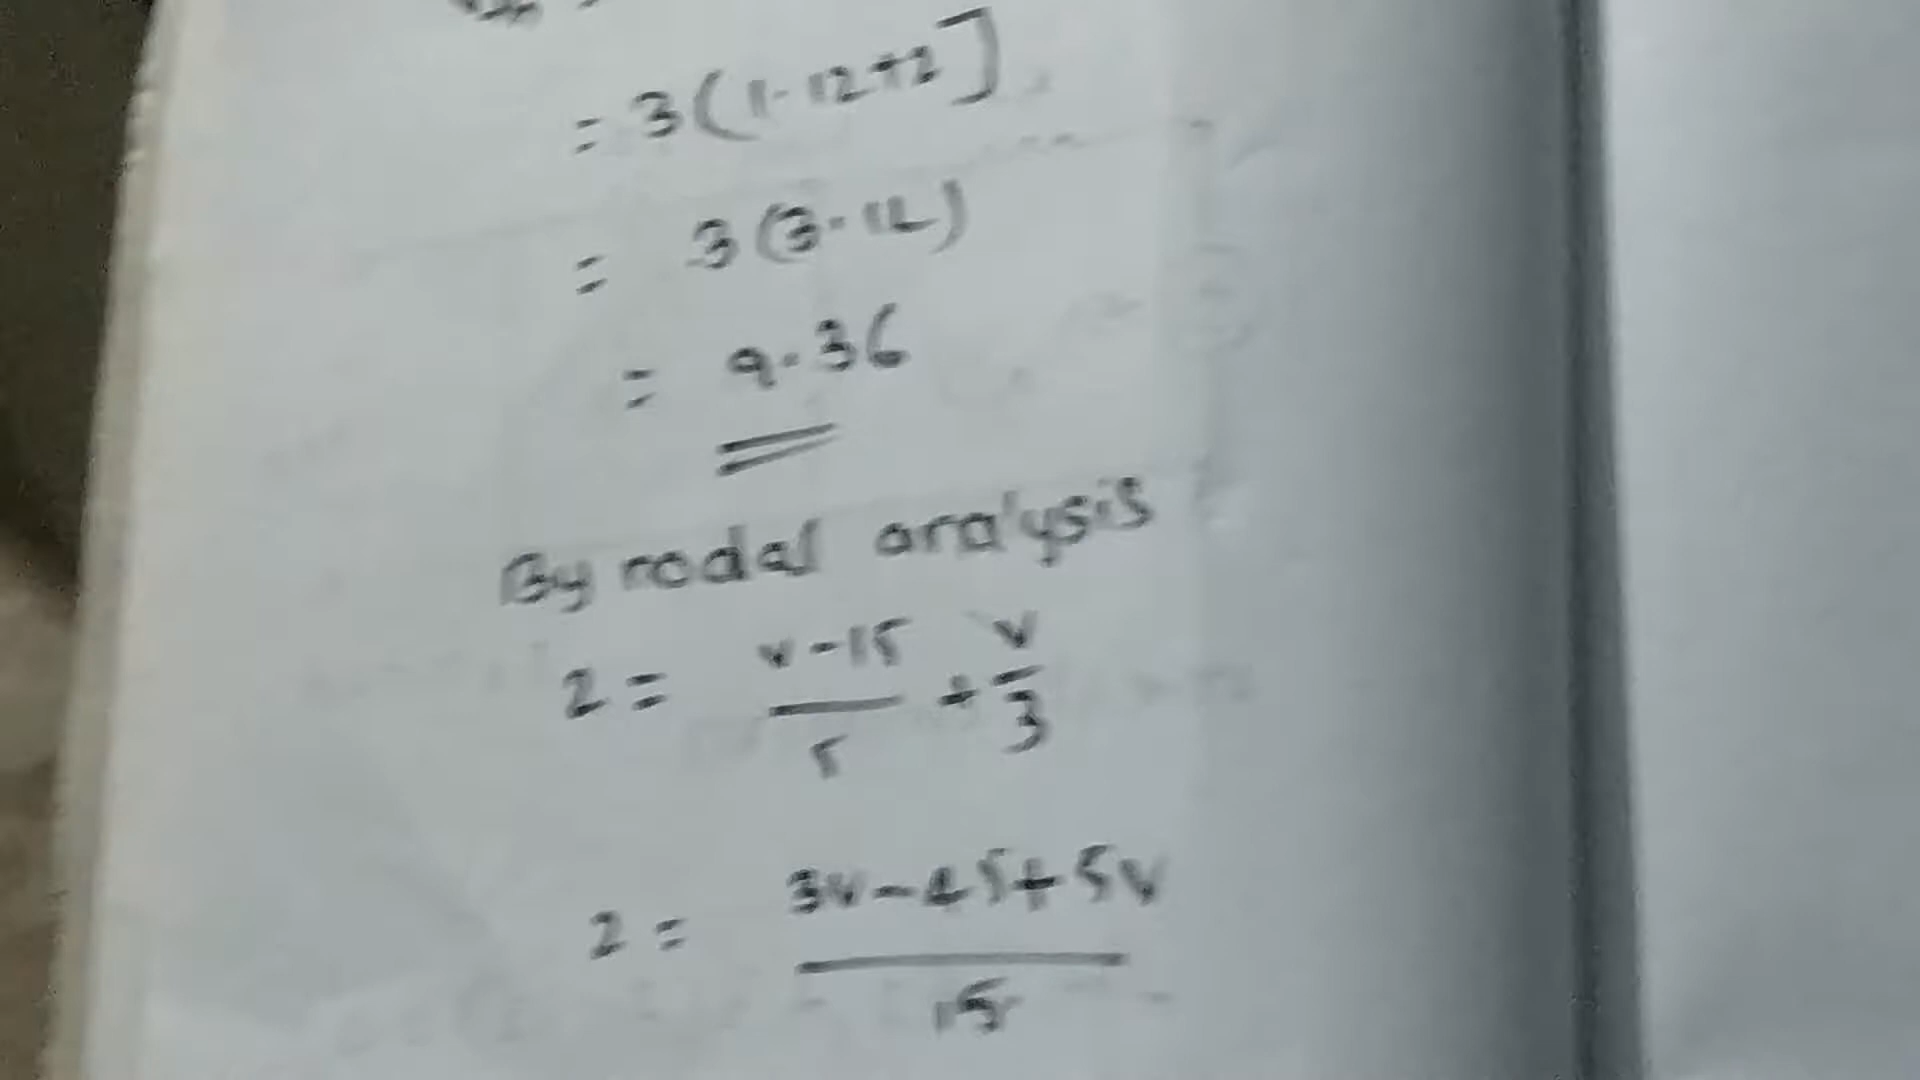 = 3(1.12+2]
= 3(3.12)
= 9.36
By nodal analysis
2 = v-15/5 + v/3
2 = 3v-45+5v/15